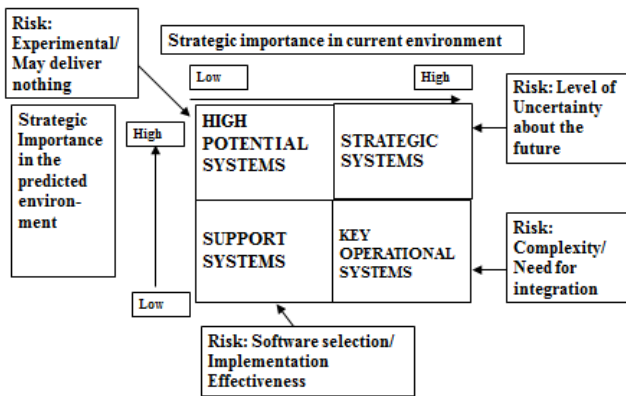 Risk:
Experimental/
May deliver
nothing
Strategic importance in current environment
Low
High
Risk: Level of
Uncertainty
about the
future
Strategic
Importance
in the
predicted
environ-
ment
High
HIGH
POTENTIAL
SYSTEMS
STRATEGIC
SYSTEMS
SUPPORT
SYSTEMS
KEY
OPERATIONAL
SYSTEMS
Risk:
Complexity/
Need for
integration
Low
Risk: Software selection/
Implementation
Effectiveness